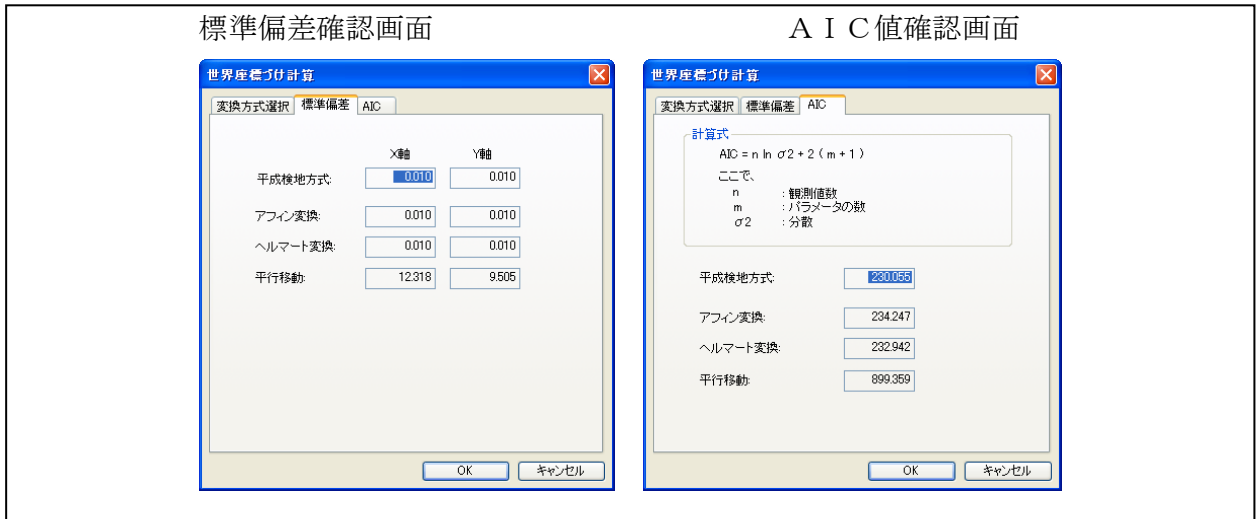 標準偏差確認画面
世界座標づけ計算
変換方式選択 標準偏差 AIC
X軸 Y軸
平成検地方式: 0.010 0.010
アフィン変換: 0.010 0.010
ヘルマート変換: 0.010 0.010
平行移動: 12.318 9.505
OK キャンセル
ＡＩＣ値確認画面
世界座標づけ計算
変換方式選択 標準偏差 AIC
計算式
AIC = n ln σ2 + 2 ( m + 1 )
ここで、
n : 観測値数
m : パラメータの数
σ2 : 分散
平成検地方式: 230.055
アフィン変換: 234.247
ヘルマート変換: 232.942
平行移動: 899.359
OK キャンセル